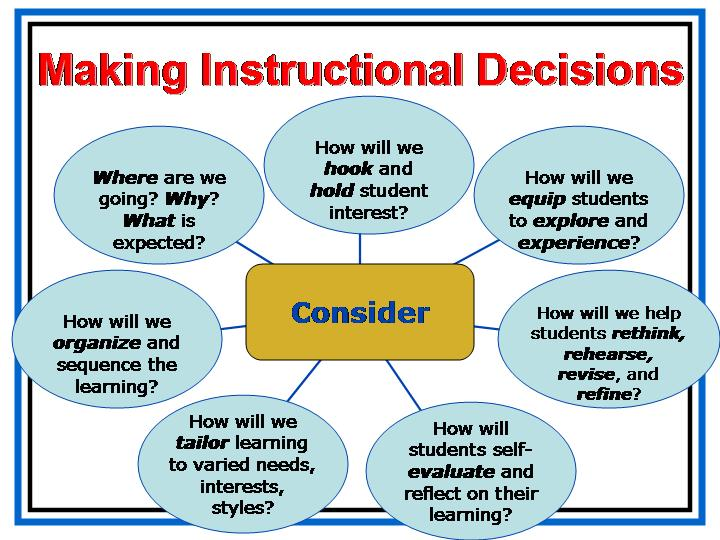 Making Instructional Decisions
Where are we
going? Why?
What is
expected?
How will we
hook and
hold student
interest?
How will we
equip students
to explore and
experience?
Consider
How will we
organize and
sequence the
learning?
How will we help
students rethink,
rehearse,
revise, and
refine?
How will we
tailor learning
to varied needs,
interests,
styles?
How will
students self-
evaluate and
reflect on their
learning?